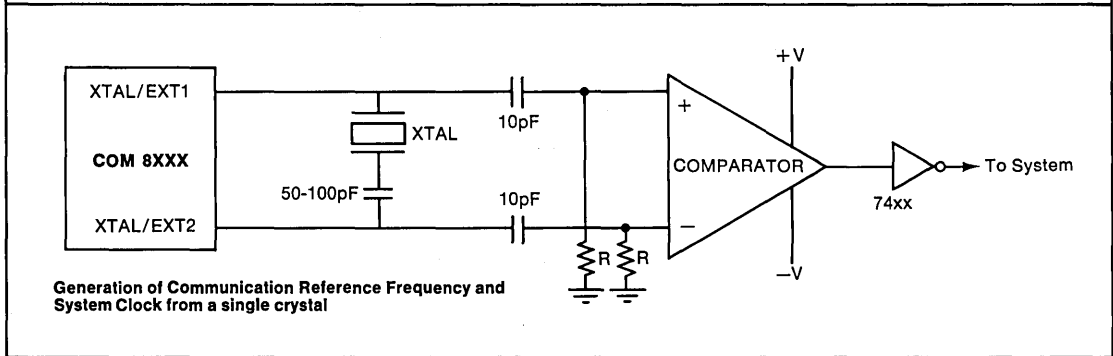 +V
XTAL/EXT1
+
10pF
XTAL
COM 8XXX
COMPARATOR
To System
50-100pF
10pF
74xx
XTAL/EXT2
−
R
R
−V
Generation of Communication Reference Frequency and
System Clock from a single crystal